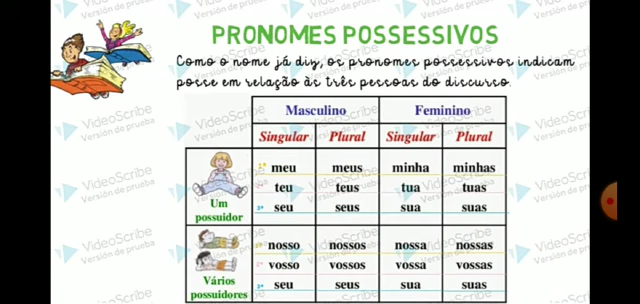 PRONOMES POSSESSIVOS
Como o nome já diz, os pronomes possessivos indicam
posse em relação às três pessoas do discurso.
Masculino Feminino
Singular Plural Singular Plural
Um possuidor
1ª meu meus minha minhas
2ª teu teus tua tuas
3ª seu seus sua suas
Vários possuidores
1ª nosso nossos nossa nossas
2ª vosso vossos vossa vossas
3ª seu seus sua suas
VideoScribe
Versión de prueba